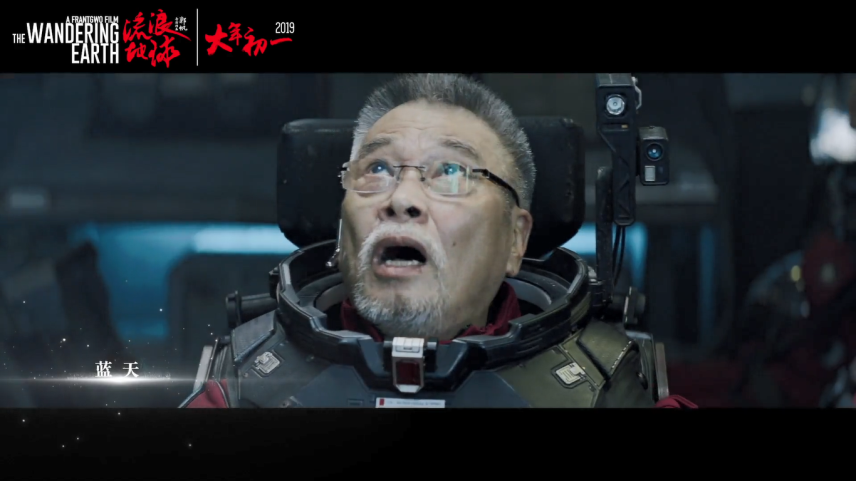 A FRANTGWO FILM
THE WANDERING
EARTH
流浪
地球
大年初一
2019
蓝天